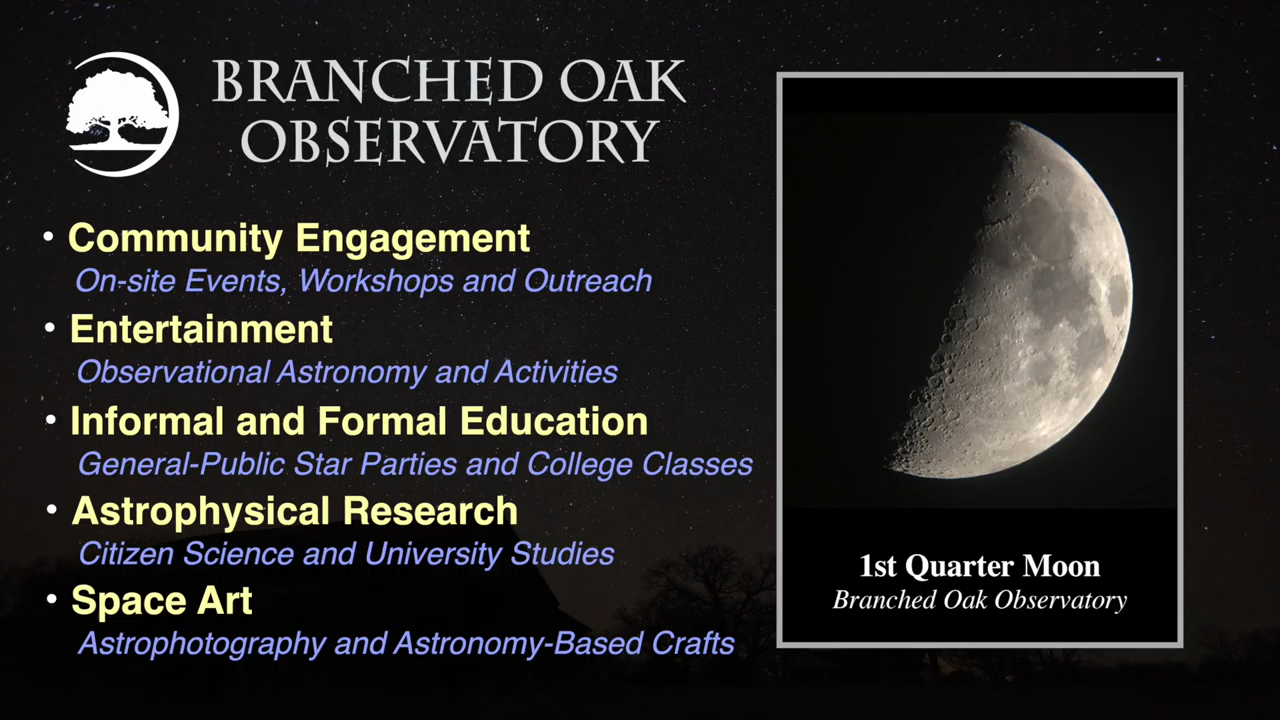 BRANCHED OAK
OBSERVATORY
• Community Engagement
On-site Events, Workshops and Outreach
• Entertainment
Observational Astronomy and Activities
• Informal and Formal Education
General-Public Star Parties and College Classes
• Astrophysical Research
Citizen Science and University Studies
• Space Art
Astrophotography and Astronomy-Based Crafts
1st Quarter Moon
Branched Oak Observatory